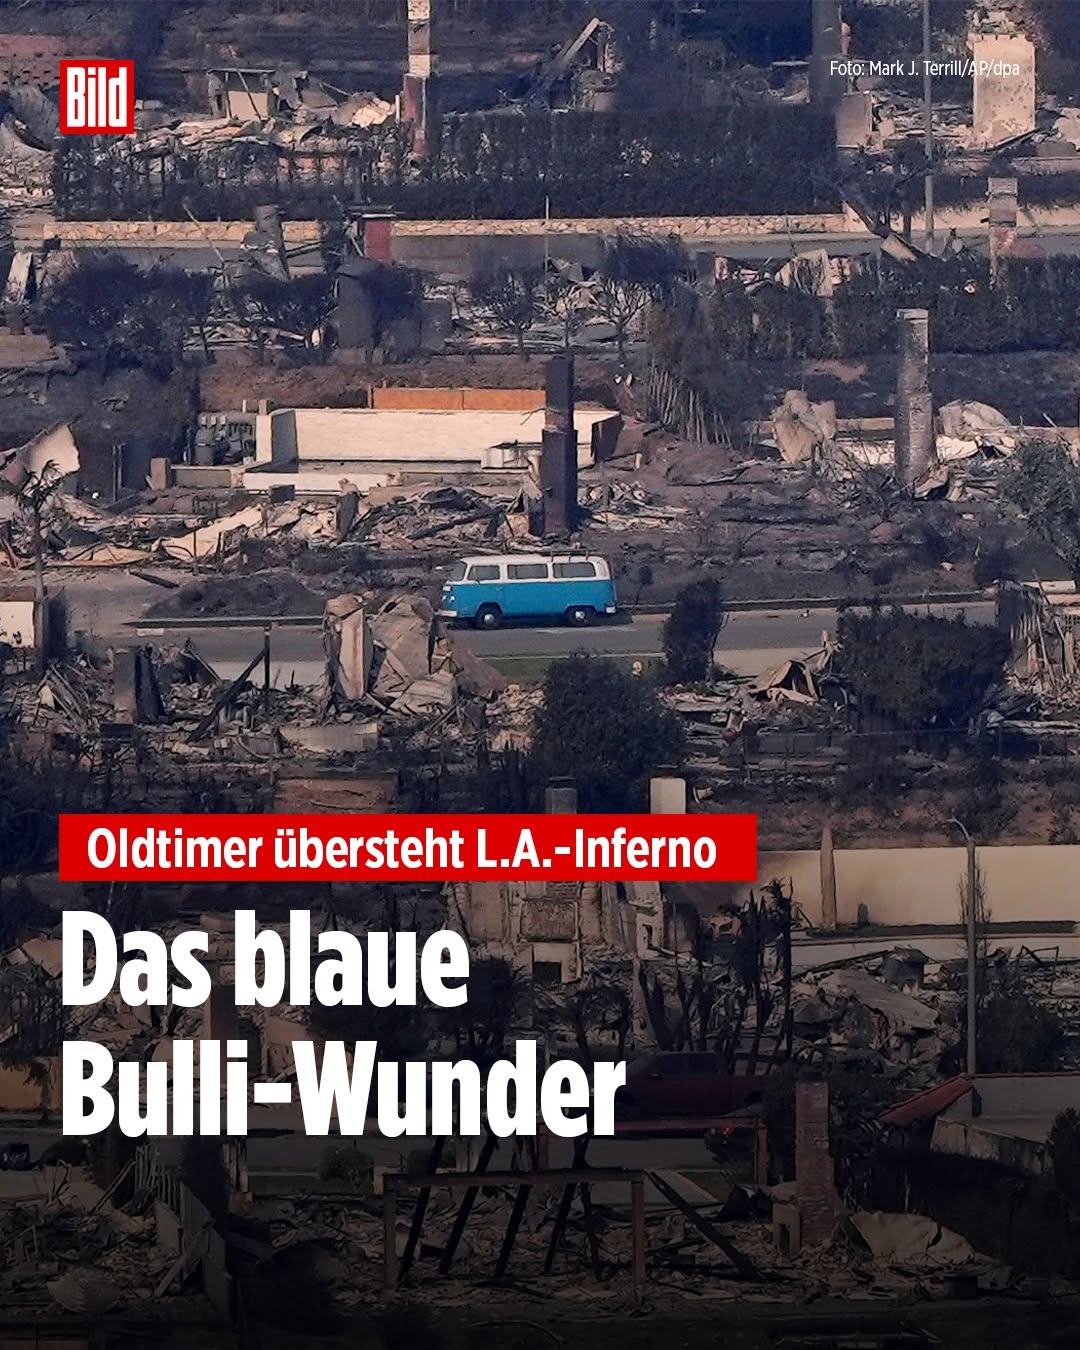 Bild
Foto: Mark J. Terrill/AP/dpa
Oldtimer übersteht L.A.-Inferno
Das blaue
Bulli-Wunder